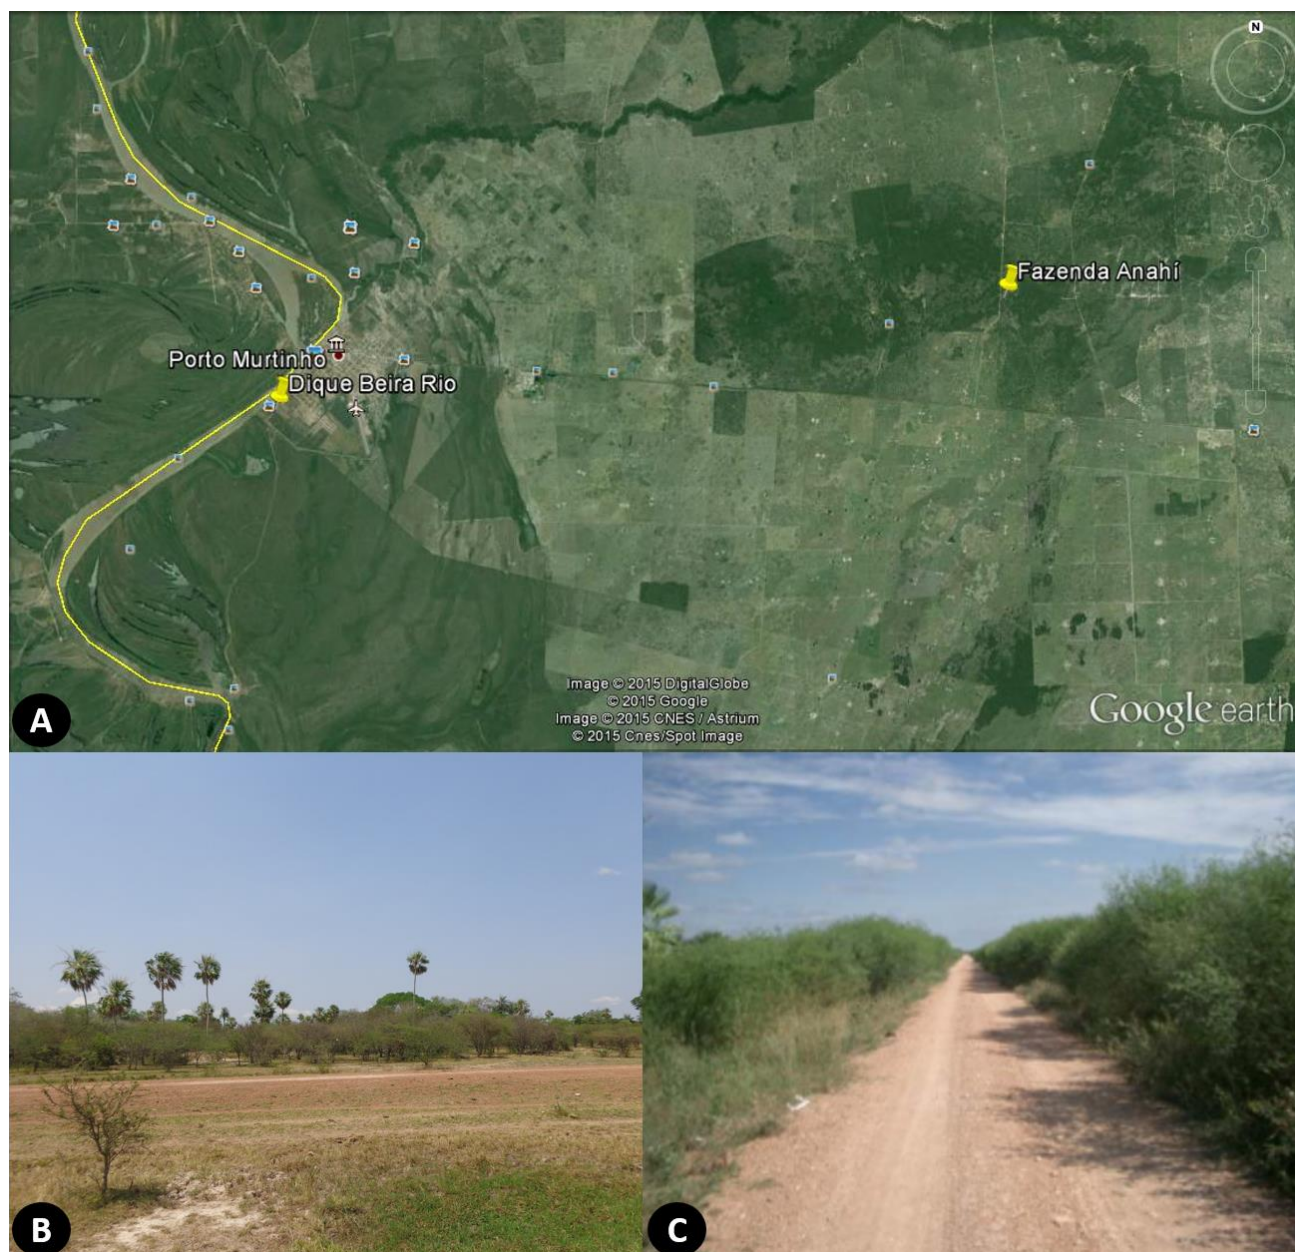 N
Fazenda Anahí
Porto Murtinho
Dique Beira Rio
Image © 2015 DigitalGlobe
© 2015 Google
Image © 2015 CNES / Astrium
© 2015 Cnes/Spot Image
Google earth
A
B
C